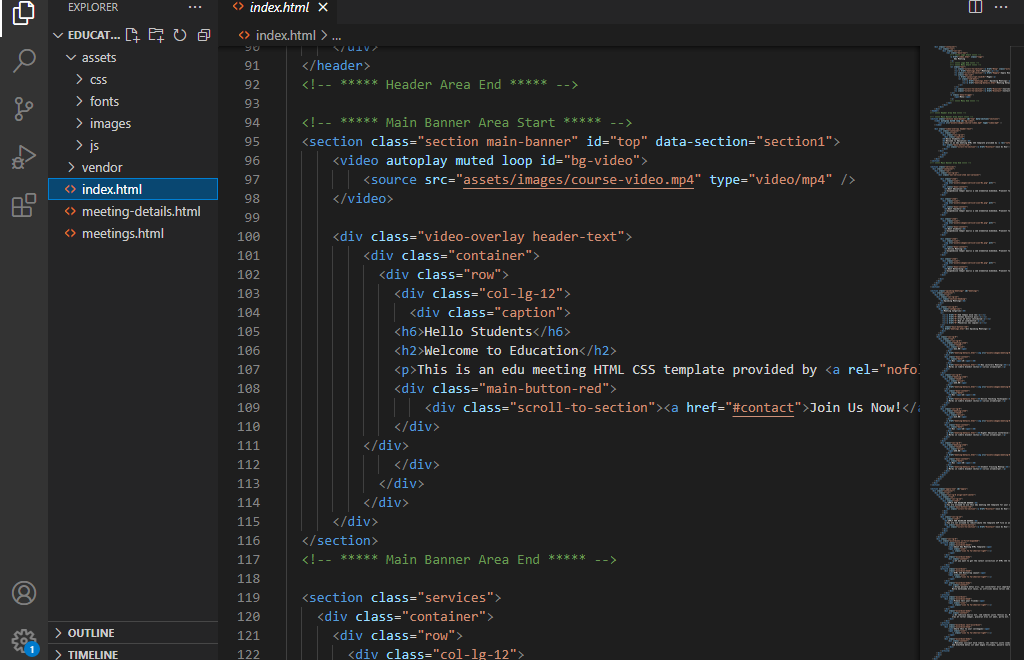 EXPLORER
···
EDUCAT...
assets
css
fonts
images
js
vendor
index.html
meeting-details.html
meetings.html
OUTLINE
TIMELINE
1
index.html
index.html > ...
90 </div>
91 </header>
92 <!-- ***** Header Area End ***** -->
93
94 <!-- ***** Main Banner Area Start ***** -->
95 <section class="section main-banner" id="top" data-section="section1">
96 <video autoplay muted loop id="bg-video">
97 <source src="assets/images/course-video.mp4" type="video/mp4" />
98 </video>
99
100 <div class="video-overlay header-text">
101 <div class="container">
102 <div class="row">
103 <div class="col-lg-12">
104 <div class="caption">
105 <h6>Hello Students</h6>
106 <h2>Welcome to Education</h2>
107 <p>This is an edu meeting HTML CSS template provided by <a rel="nofo
108 <div class="main-button-red">
109 <div class="scroll-to-section"><a href="#contact">Join Us Now!</a
110 </div>
111 </div>
112 </div>
113 </div>
114 </div>
115 </div>
116 </section>
117 <!-- ***** Main Banner Area End ***** -->
118
119 <section class="services">
120 <div class="container">
121 <div class="row">
122 <div class="col-lg-12">